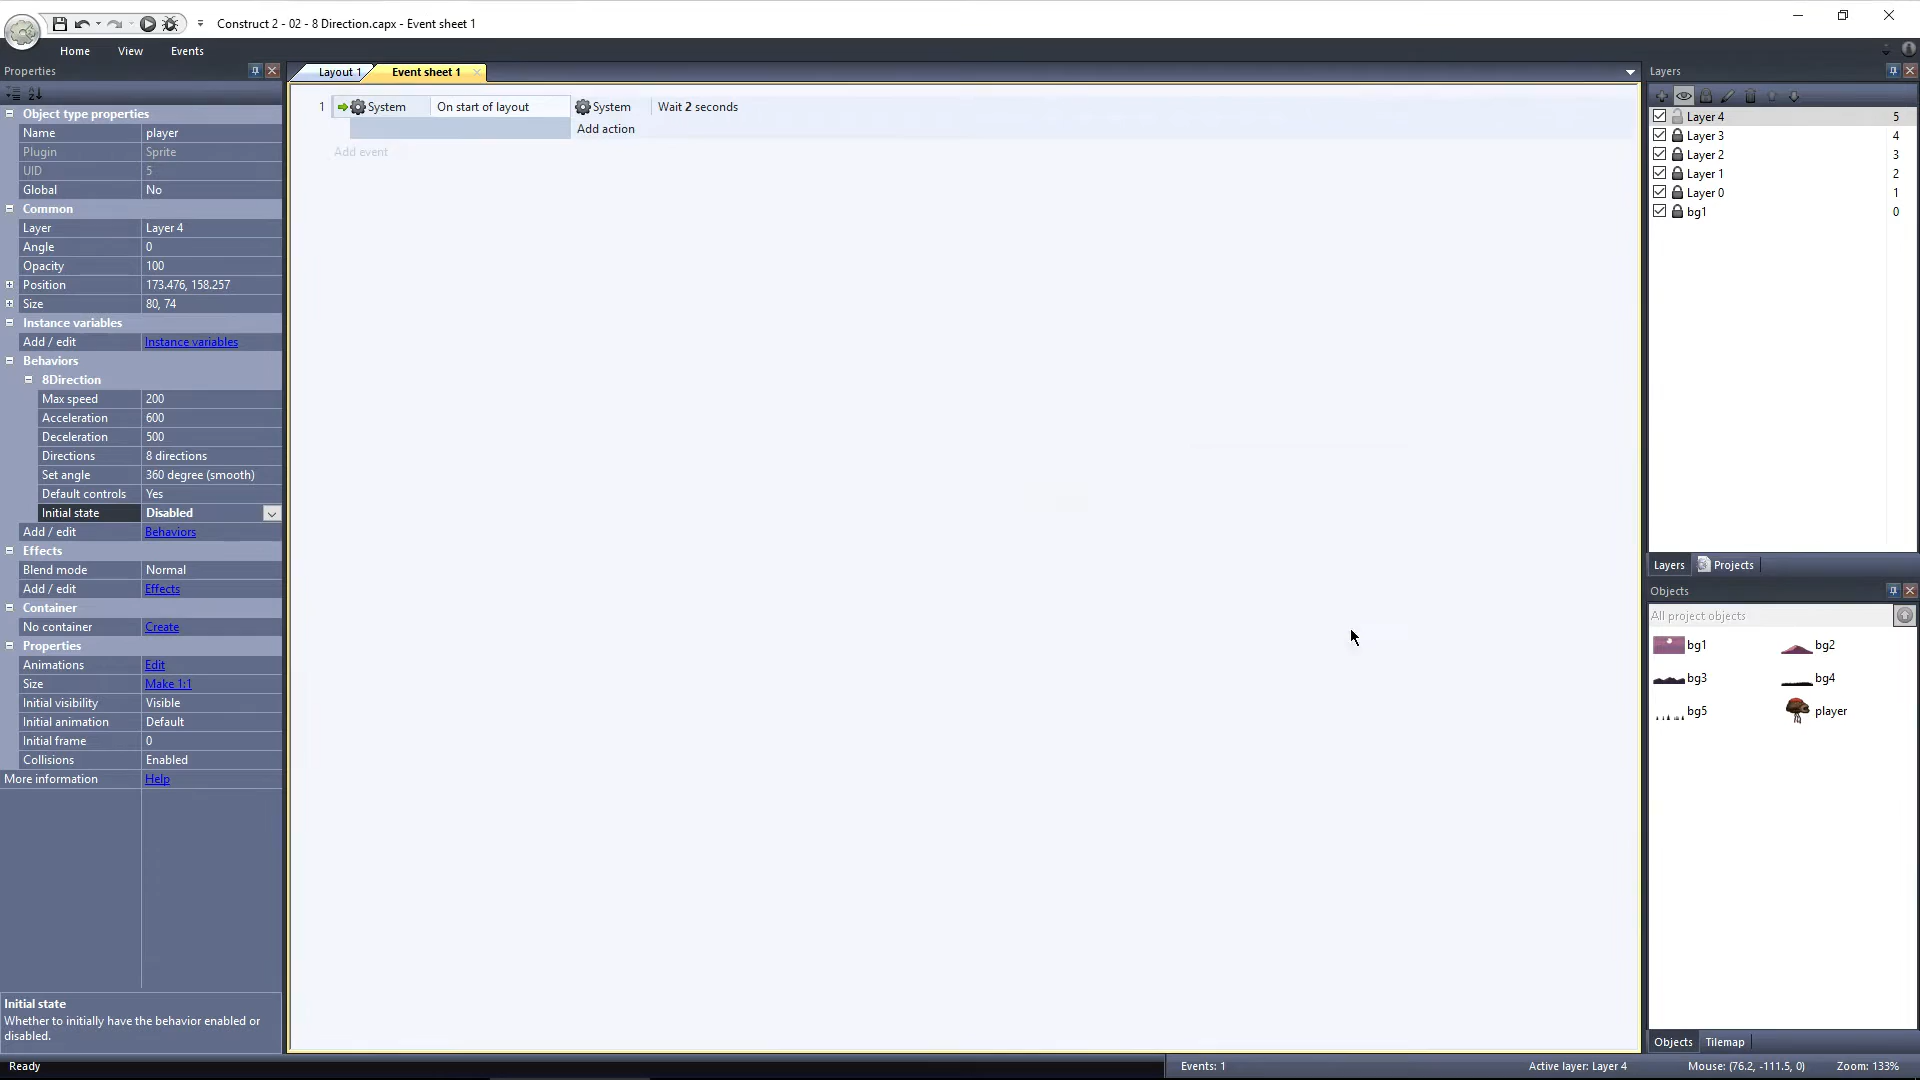 Construct 2 - 02 - 8 Direction.capx - Event sheet 1
Home View Events
Properties
Object type properties
Name player
Plugin Sprite
UID 5
Global No
Common
Layer Layer 4
Angle 0
Opacity 100
Position 173.476, 158.257
Size 80, 74
Instance variables
Add / edit Instance variables
Behaviors
8Direction
Max speed 200
Acceleration 600
Deceleration 500
Directions 8 directions
Set angle 360 degree (smooth)
Default controls Yes
Initial state Disabled
Add / edit Behaviors
Effects
Blend mode Normal
Add / edit Effects
Container
No container Create
Properties
Animations Edit
Size Make 1:1
Initial visibility Visible
Initial animation Default
Initial frame 0
Collisions Enabled
More information Help
Initial state
Whether to initially have the behavior enabled or
disabled.
Ready
Layout 1 Event sheet 1
1 System On start of layout System Wait 2 seconds
Add action
Add event
Layers
Layer 4 5
Layer 3 4
Layer 2 3
Layer 1 2
Layer 0 1
bg1 0
Layers Projects
Objects
All project objects
bg1 bg2
bg3 bg4
bg5 player
Objects Tilemap
Events: 1 Active layer: Layer 4 Mouse: (76.2, -111.5, 0) Zoom: 133%